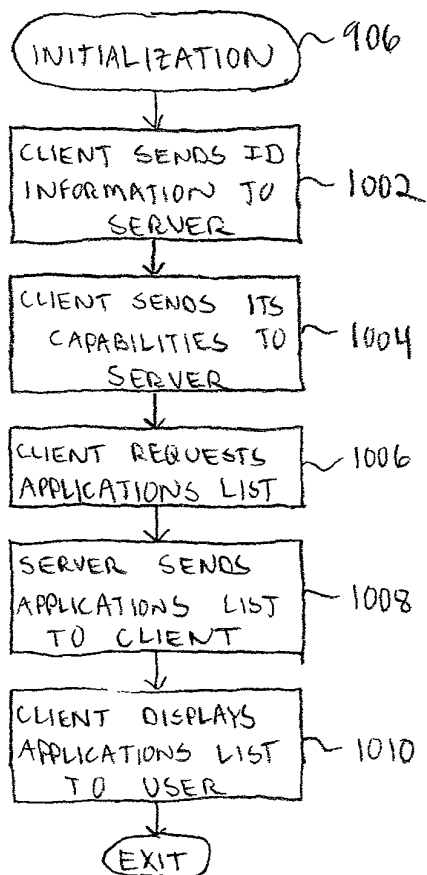 INITIALIZATION
906
CLIENT SENDS ID
INFORMATION TO
SERVER
1002
CLIENT SENDS ITS
CAPABILITIES TO
SERVER
1004
CLIENT REQUESTS
APPLICATIONS LIST
1006
SERVER SENDS
APPLICATIONS LIST
TO CLIENT
1008
CLIENT DISPLAYS
APPLICATIONS LIST
TO USER
1010
EXIT